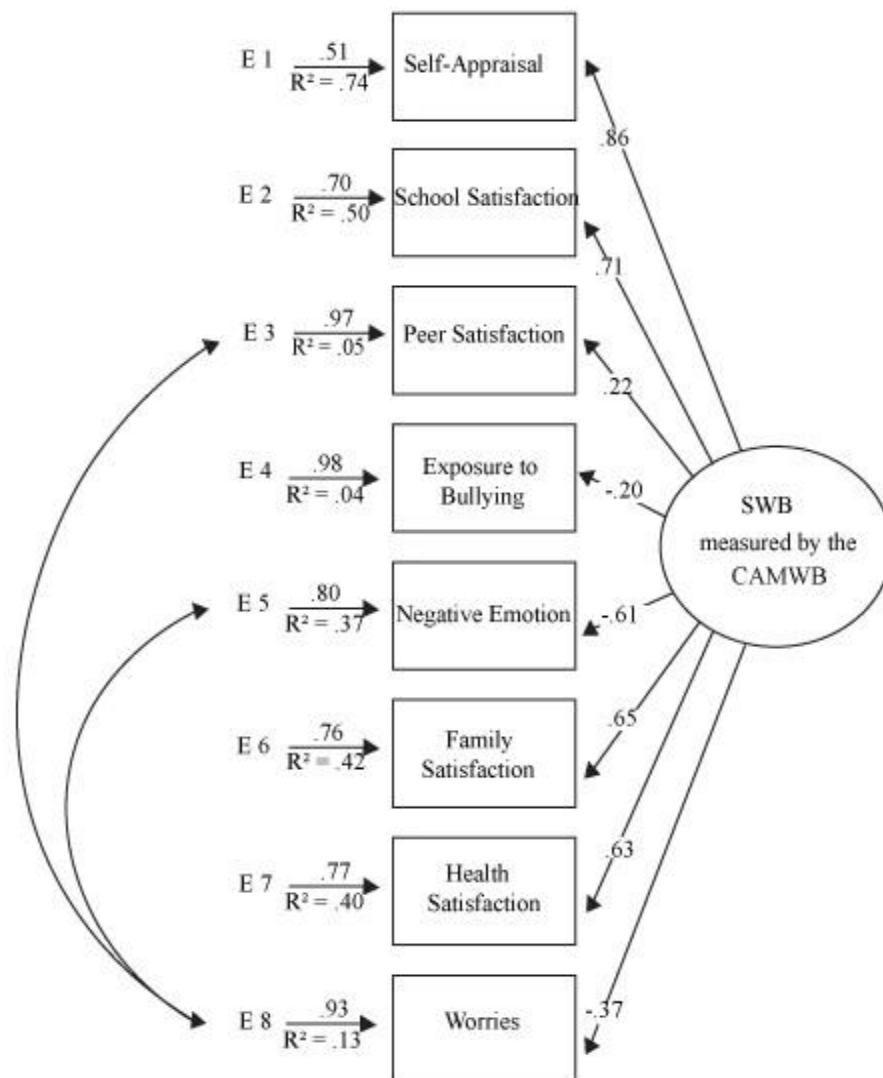 E 1
.51
R² = .74
Self-Appraisal
.86
E 2
.70
R² = .50
School Satisfaction
.71
E 3
.97
R² = .05
Peer Satisfaction
.22
E 4
.98
R² = .04
Exposure to
Bullying
-.20
SWB
measured by the
CAMWB
E 5
.80
R² = .37
Negative Emotion
-.61
E 6
.76
R² = .42
Family
Satisfaction
.65
E 7
.77
R² = .40
Health
Satisfaction
.63
E 8
.93
R² = .13
Worries
-.37